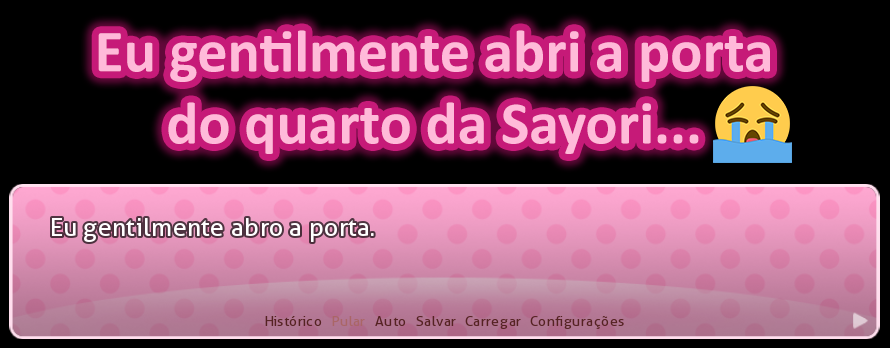 Eu gentilmente abri a porta
do quarto da Sayori... 😭
Eu gentilmente abro a porta.
Histórico Pular Auto Salvar Carregar Configurações